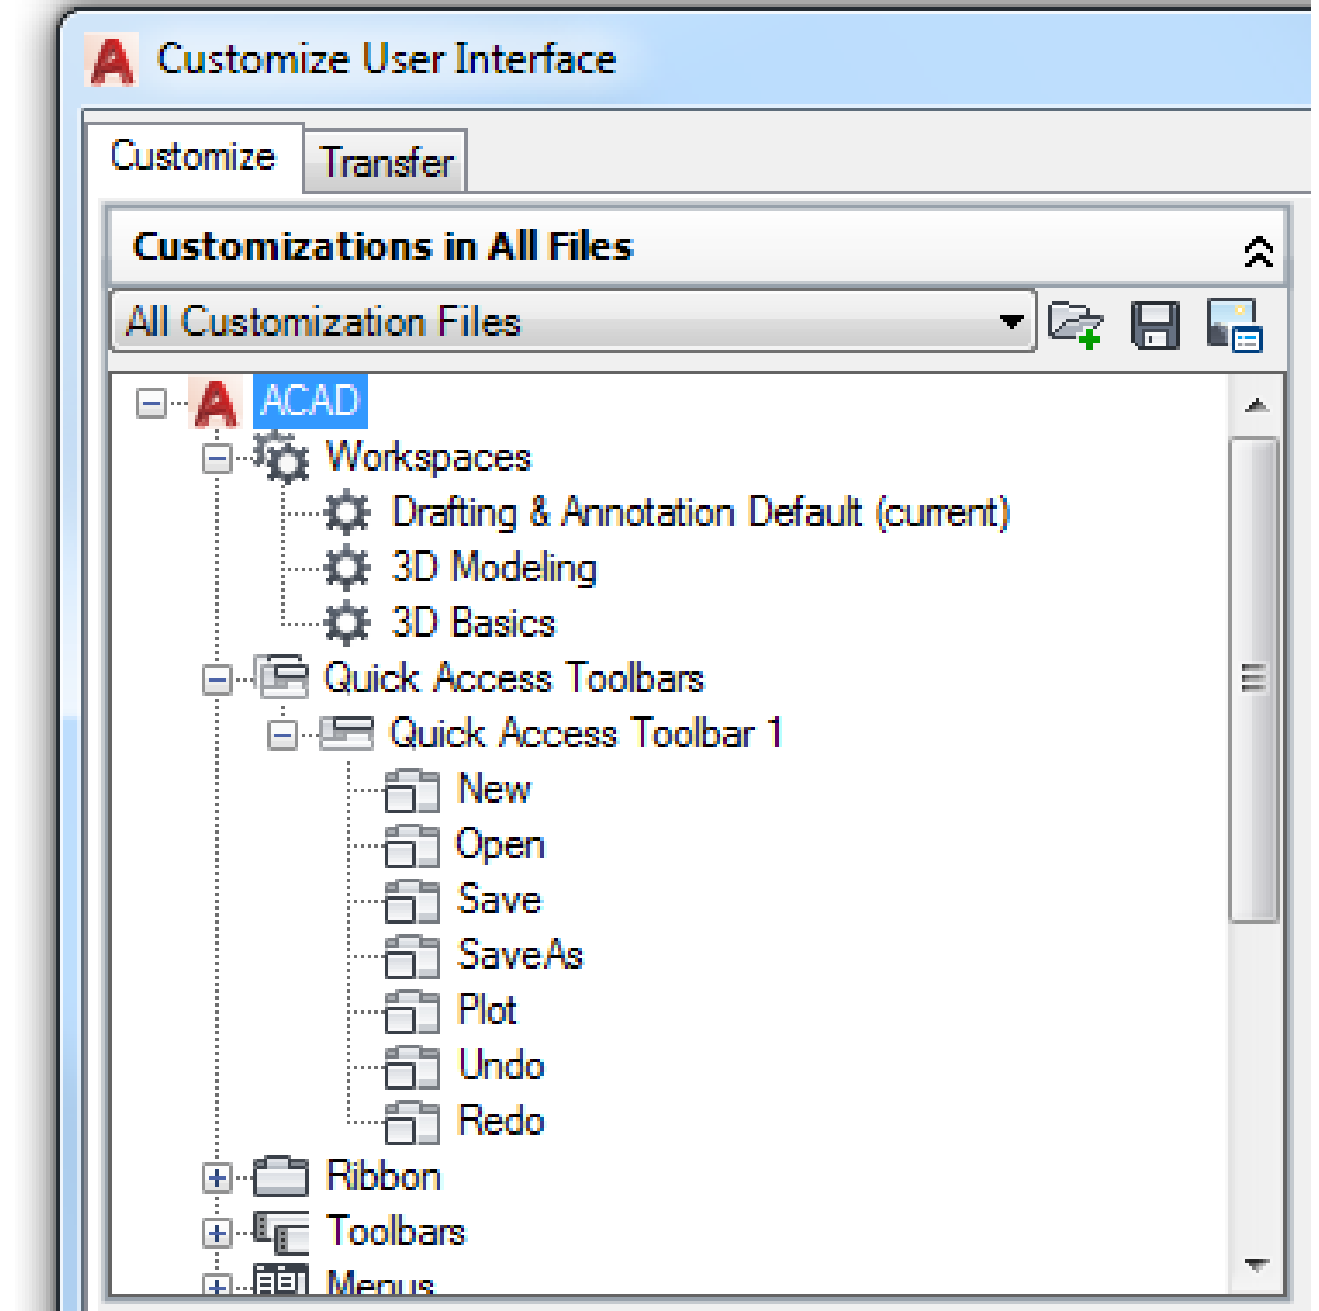 Customize User Interface
Customize Transfer
Customizations in All Files
All Customization Files
ACAD
Workspaces
Drafting & Annotation Default (current)
3D Modeling
3D Basics
Quick Access Toolbars
Quick Access Toolbar 1
New
Open
Save
SaveAs
Plot
Undo
Redo
Ribbon
Toolbars
Menus